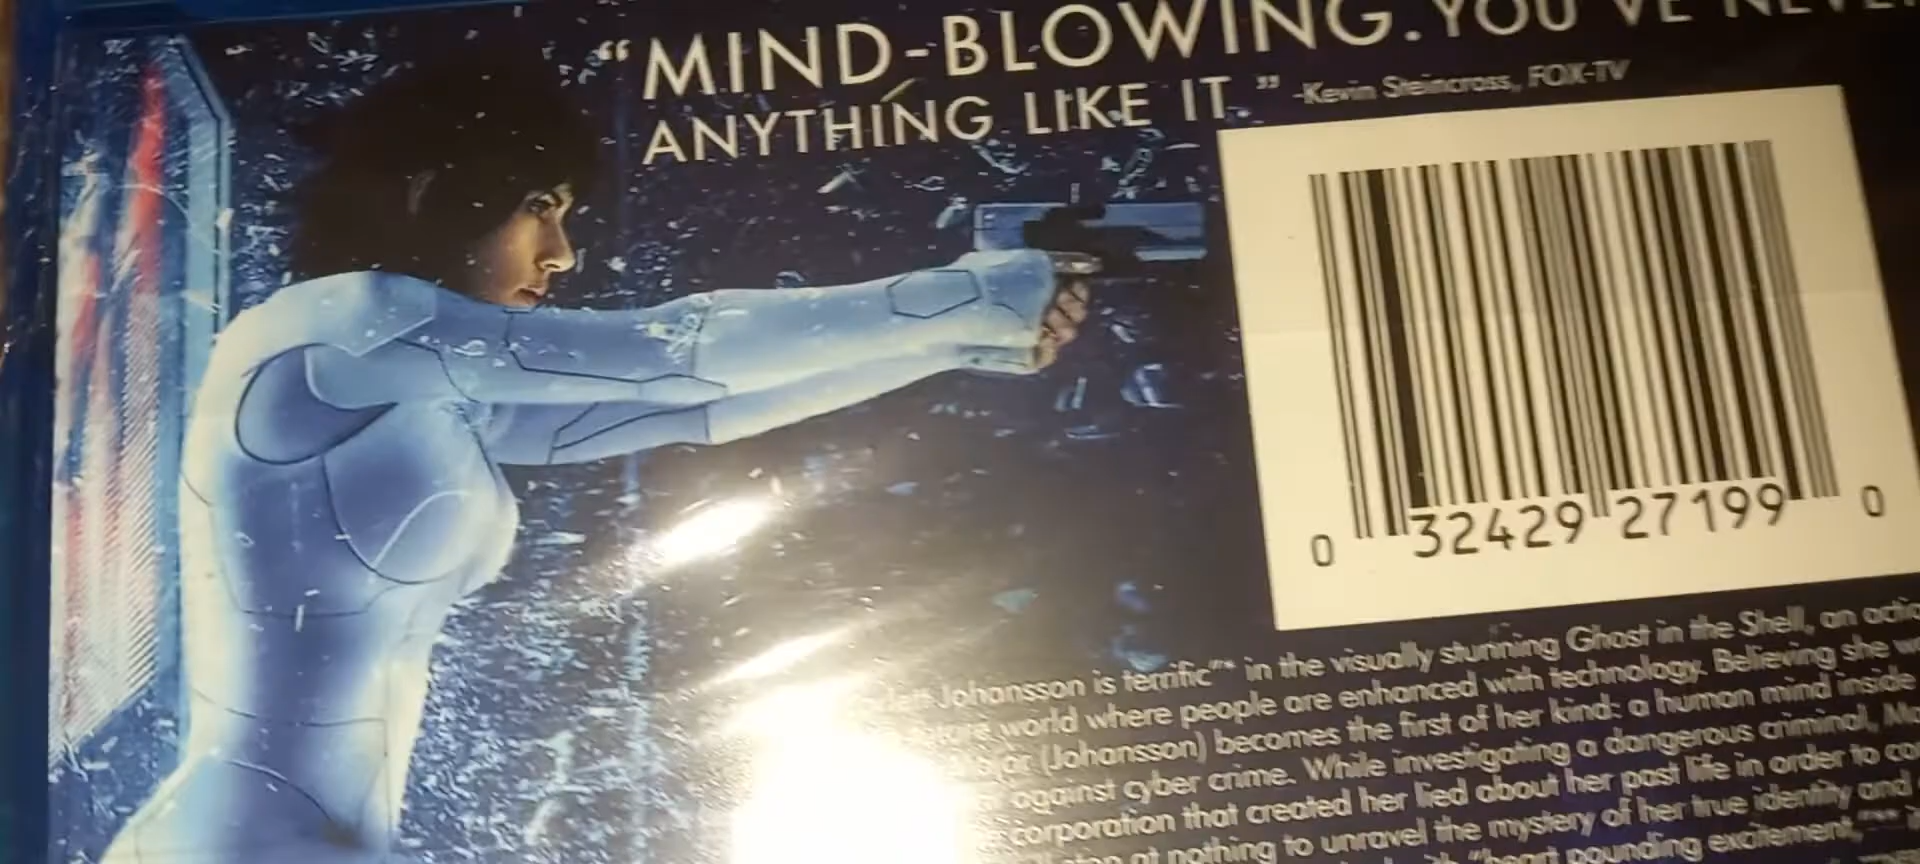 “MIND-BLOWING. YOU'VE NEVER
ANYTHING LIKE IT” -Kevin Steincross, FOX-TV
0 32429 27199 0
Johansson is terrific”* in the visually stunning Ghost in the Shell, an
world where people are enhanced with technology. Believing she
(Johansson) becomes the first of her kind: a human mind inside
against cyber crime. While investigating a dangerous criminal,
corporation that created her lied about her past life in order to
at nothing to unravel the mystery of her true identity and
“heart pounding excitement,”**